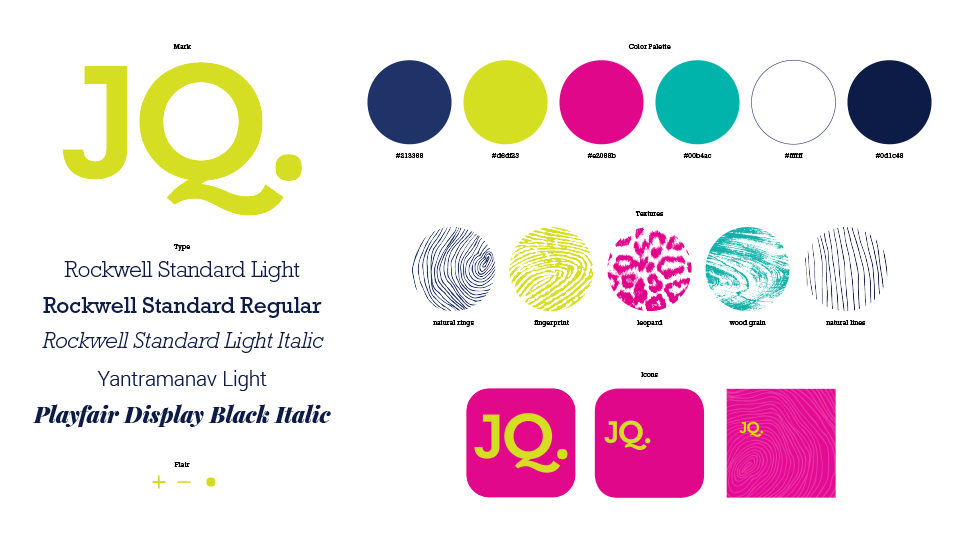 Mark
JQ.
Type
Rockwell Standard Light
Rockwell Standard Regular
Rockwell Standard Light Italic
Yantramanav Light
Playfair Display Black Italic
Flair
+ − •
Color Palette
#213368 #d6df23 #e2088b #00b4ac #ffffff #0d1c48
Textures
natural rings fingerprint leopard wood grain natural lines
Icons
JQ. JQ. JQ.